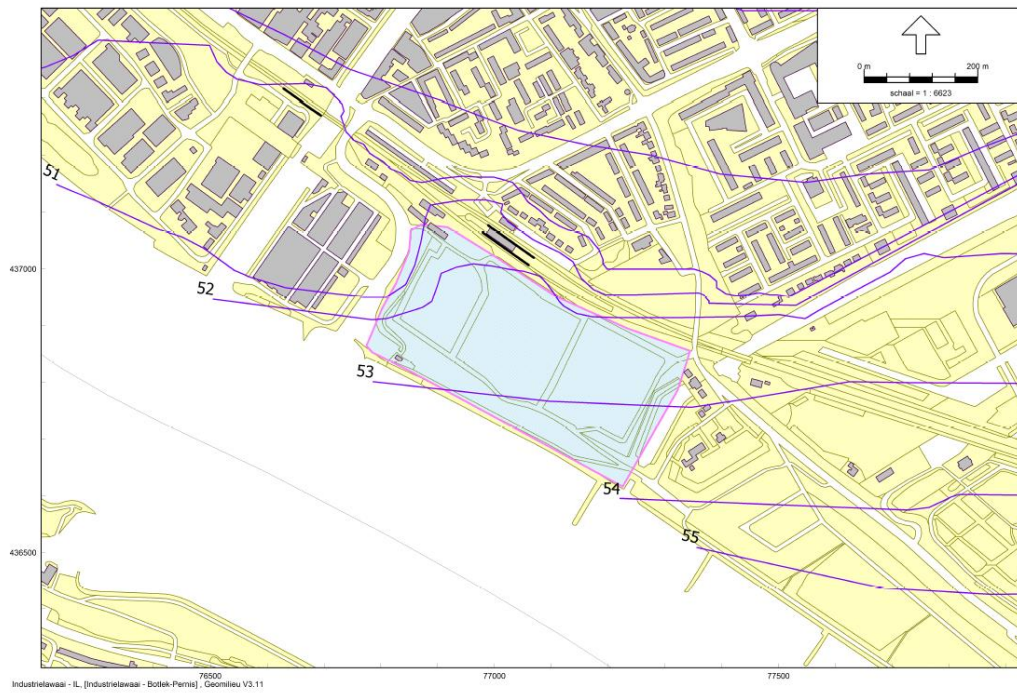 0 m 200 m
schaal = 1 : 6623
51
437000
52
53
54
55
436500
76500 77000 77500
Industrielawaai - IL, [Industrielawaai - Botlek-Pernis] , Geomilieu V3.11